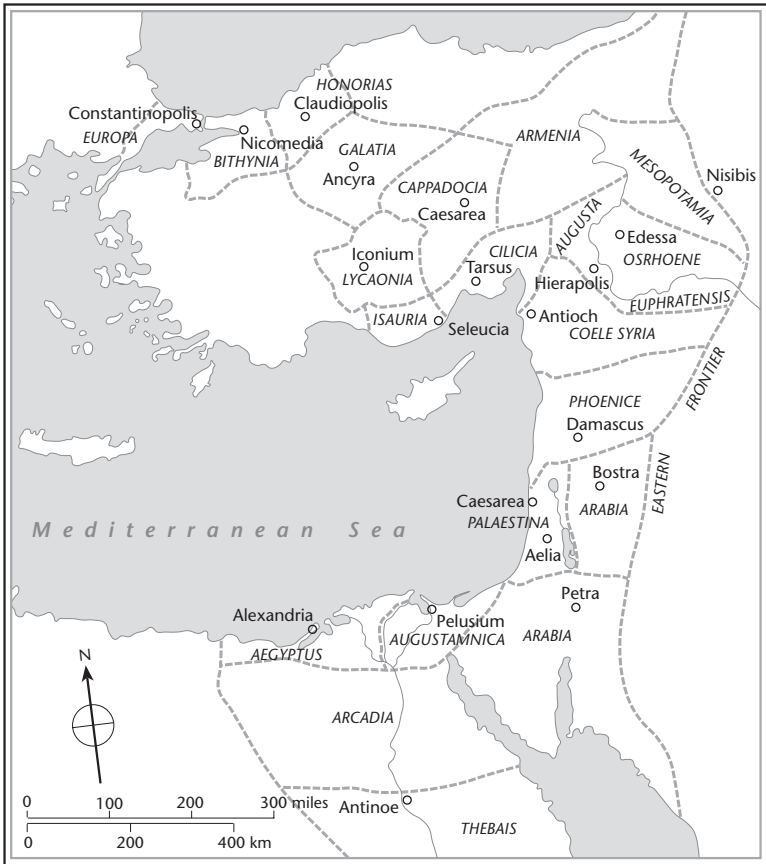 HONORIAS
Claudiopolis
Constantinopolis
EUROPA
Nicomedia
BITHYNIA
GALATIA
Ancyra
ARMENIA
MESOPOTAMIA
Nisibis
CAPPADOCIA
Caesarea
AUGUSTA
Edessa
OSRHOENE
Iconium
LYCAONIA
CILICIA
Tarsus
Hierapolis
EUPHRATENSIS
ISAURIA
Seleucia
Antioch
COELE SYRIA
PHOENICE
Damascus
EASTERN FRONTIER
Bostra
ARABIA
Caesarea
PALAESTINA
Aelia
Mediterranean Sea
Petra
ARABIA
Alexandria
AEGYPTUS
Pelusium
AUGUSTAMNICA
N
ARCADIA
0 100 200 300 miles
0 200 400 km
Antinoe
THEBAIS